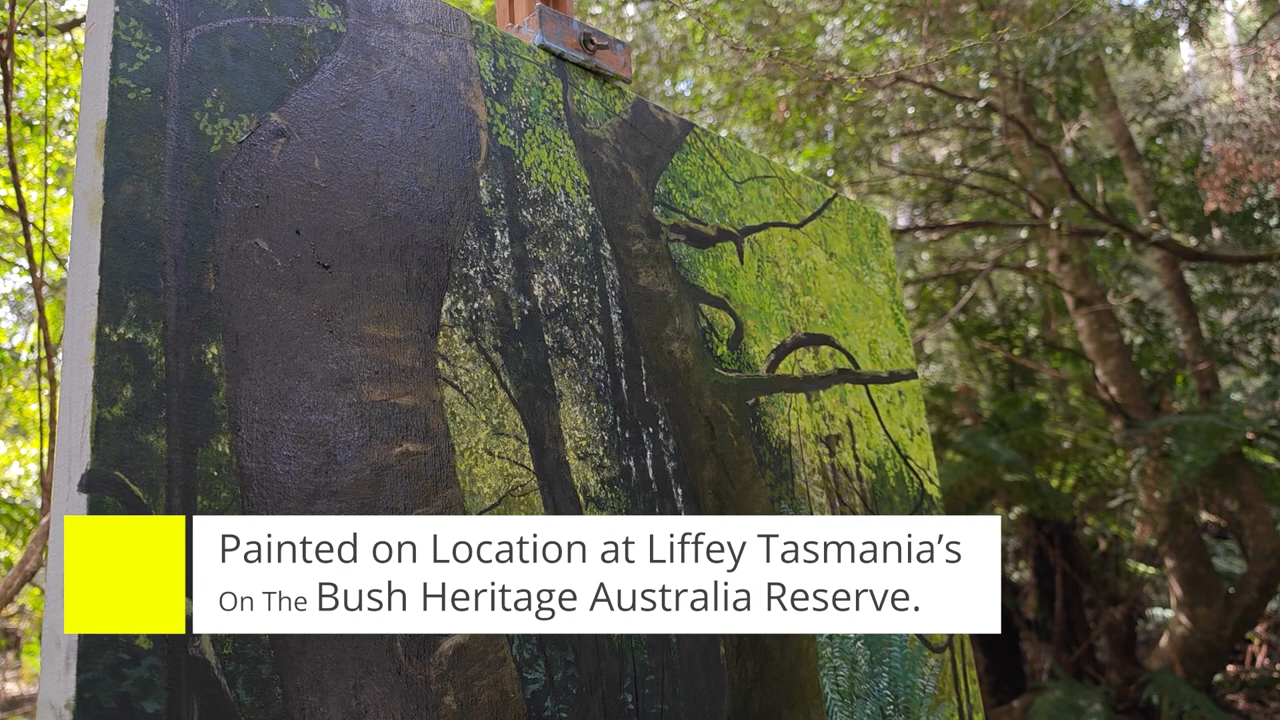 Painted on Location at Liffey Tasmania’s
On The Bush Heritage Australia Reserve.